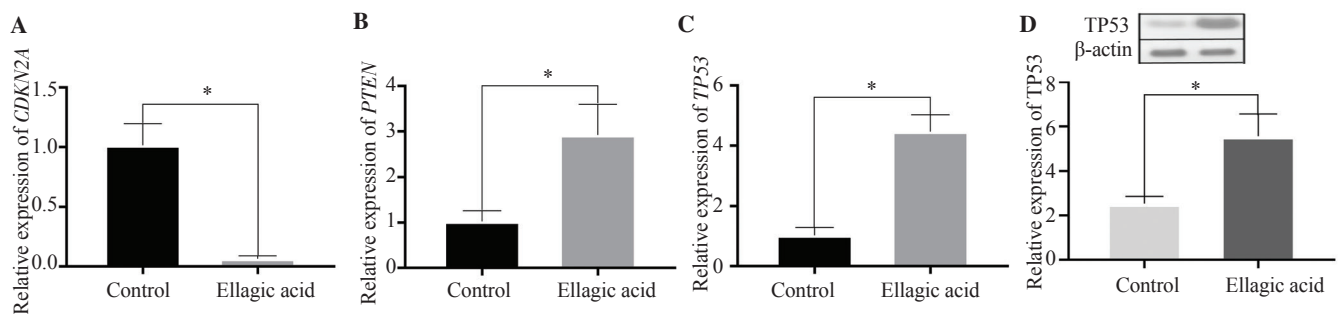 A
Relative expression of CDKN2A
1.5
1.0
0.5
0.0
*
Control
Ellagic acid
B
Relative expression of PTEN
4
3
2
1
0
*
Control
Ellagic acid
C
Relative expression of TP53
6
4
2
0
*
Control
Ellagic acid
D
TP53
β-actin
Relative expression of TP53
8
6
4
2
0
*
Control
Ellagic acid